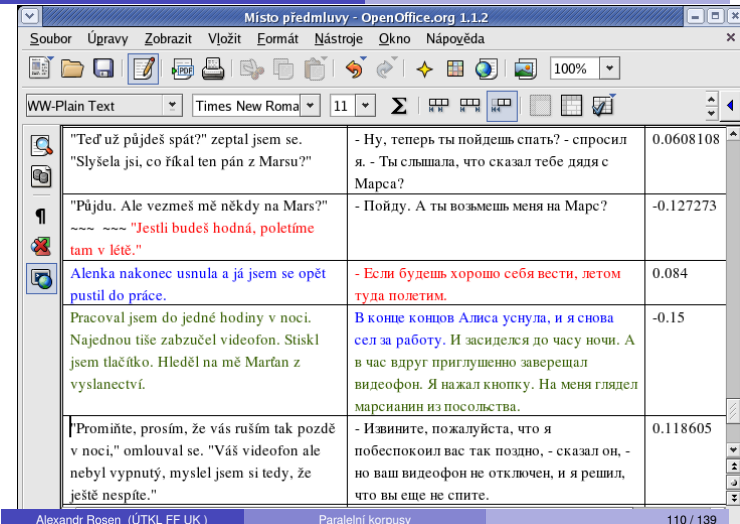 Místo předmluvy - OpenOffice.org 1.1.2
Soubor Úpravy Zobrazit Vložit Formát Nástroje Okno Nápověda
100%
WW-Plain Text Times New Roma 11
"Teď už půjdeš spát?" zeptal jsem se.
"Slyšela jsi, co říkal ten pán z Marsu?"
- Ну, теперь ты пойдешь спать? - спросил
я. - Ты слышала, что сказал тебе дядя с
Марса?
0.0608108
"Půjdu. Ale vezmeš mě někdy na Mars?"
~~~ ~~~ "Jestli budeš hodná, poletíme
tam v létě."
- Пойду. А ты возьмешь меня на Марс?
-0.127273
Alenka nakonec usnula a já jsem se opět
pustil do práce.
- Если будешь хорошо себя вести, летом
туда полетим.
0.084
Pracoval jsem do jedné hodiny v noci.
Najednou tiše zabzučel videofon. Stiskl
jsem tlačítko. Hleděl na mě Marťan z
vyslanectví.
В конце концов Алиса уснула, и я снова
сел за работу. И засиделся до часу ночи. А
в час вдруг приглушенно заверещал
видеофон. Я нажал кнопку. На меня глядел
марсианин из посольства.
-0.15
"Promiňte, prosím, že vás ruším tak pozdě
v noci," omlouval se. "Váš videofon ale
nebyl vypnutý, myslel jsem si tedy, že
ještě nespíte."
- Извините, пожалуйста, что я
побеспокоил вас так поздно, - сказал он, -
но ваш видеофон не отключен, и я решил,
что вы еще не спите.
0.118605
Alexandr Rosen (ÚTKL FF UK ) Paralelní korpusy 110 / 139